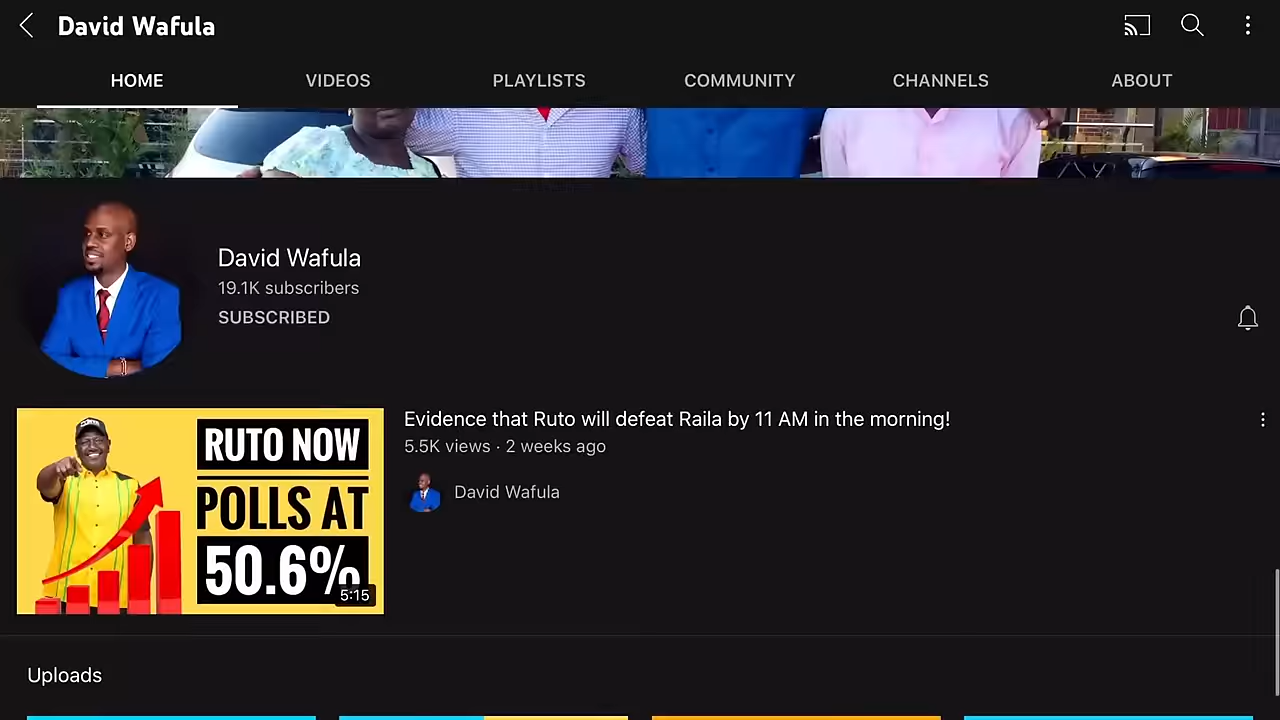 David Wafula
HOME VIDEOS PLAYLISTS COMMUNITY CHANNELS ABOUT
David Wafula
19.1K subscribers
SUBSCRIBED
RUTO NOW
POLLS AT
50.6%
5:15
Evidence that Ruto will defeat Raila by 11 AM in the morning!
5.5K views · 2 weeks ago
David Wafula
Uploads